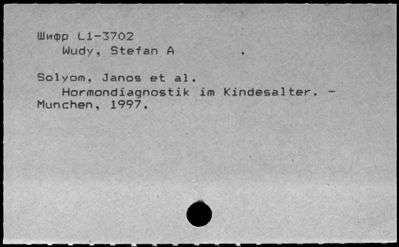 Шифр L1-3702
Wudy, Stefan A .
Solyom, Janos et al.
Hormondiagnostik im Kindesalter. -
Munchen, 1997.